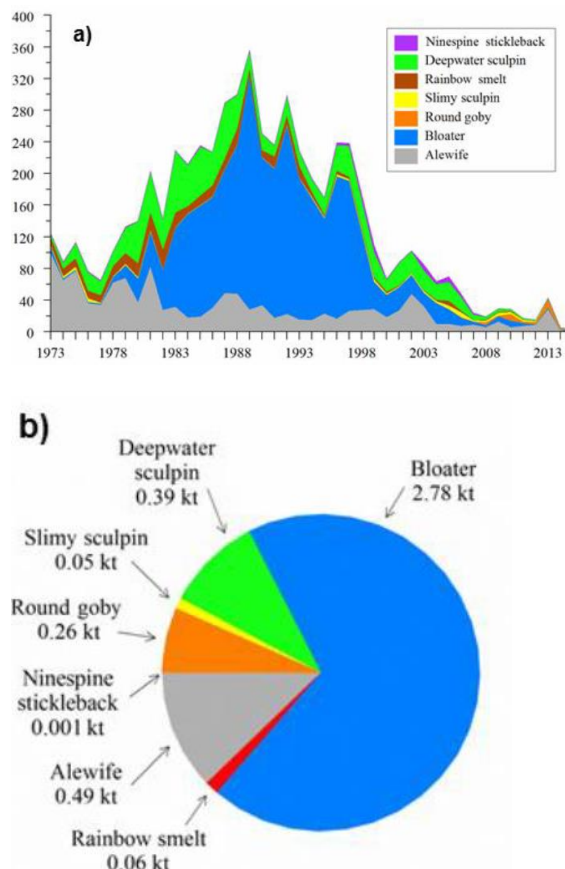 a)
400
360
320
280
240
200
160
120
80
40
0
1973 1978 1983 1988 1993 1998 2003 2008 2013
Ninespine stickleback
Deepwater sculpin
Rainbow smelt
Slimy sculpin
Round goby
Bloater
Alewife
b)
Deepwater
sculpin
0.39 kt
Bloater
2.78 kt
Slimy sculpin
0.05 kt
Round goby
0.26 kt
Ninespine
stickleback
0.001 kt
Alewife
0.49 kt
Rainbow smelt
0.06 kt